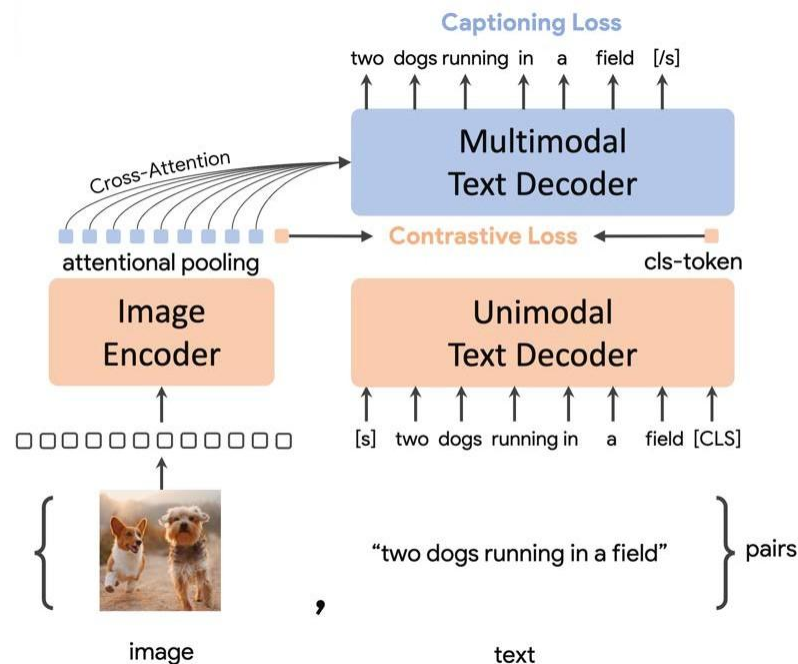 Captioning Loss
two dogs running in a field [/s]
Multimodal
Text Decoder
Cross-Attention
Contrastive Loss
attentional pooling
cls-token
Image
Encoder
Unimodal
Text Decoder
[s] two dogs running in a field [CLS]
“two dogs running in a field”
pairs
,
image
text